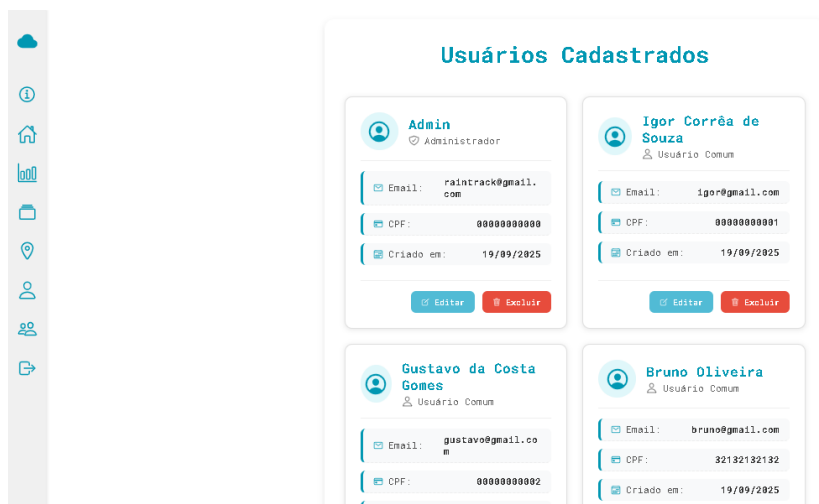 Usuários Cadastrados
Admin
Administrador
Email: raintrack@gmail.
com
CPF: 00000000000
Criado em: 19/09/2025
Editar Excluir
Igor Corrêa de
Souza
Usuário Comum
Email: igor@gmail.com
CPF: 00000000001
Criado em: 19/09/2025
Editar Excluir
Gustavo da Costa
Gomes
Usuário Comum
Email: gustavo@gmail.co
m
CPF: 00000000002
Bruno Oliveira
Usuário Comum
Email: bruno@gmail.com
CPF: 32132132132
Criado em: 19/09/2025